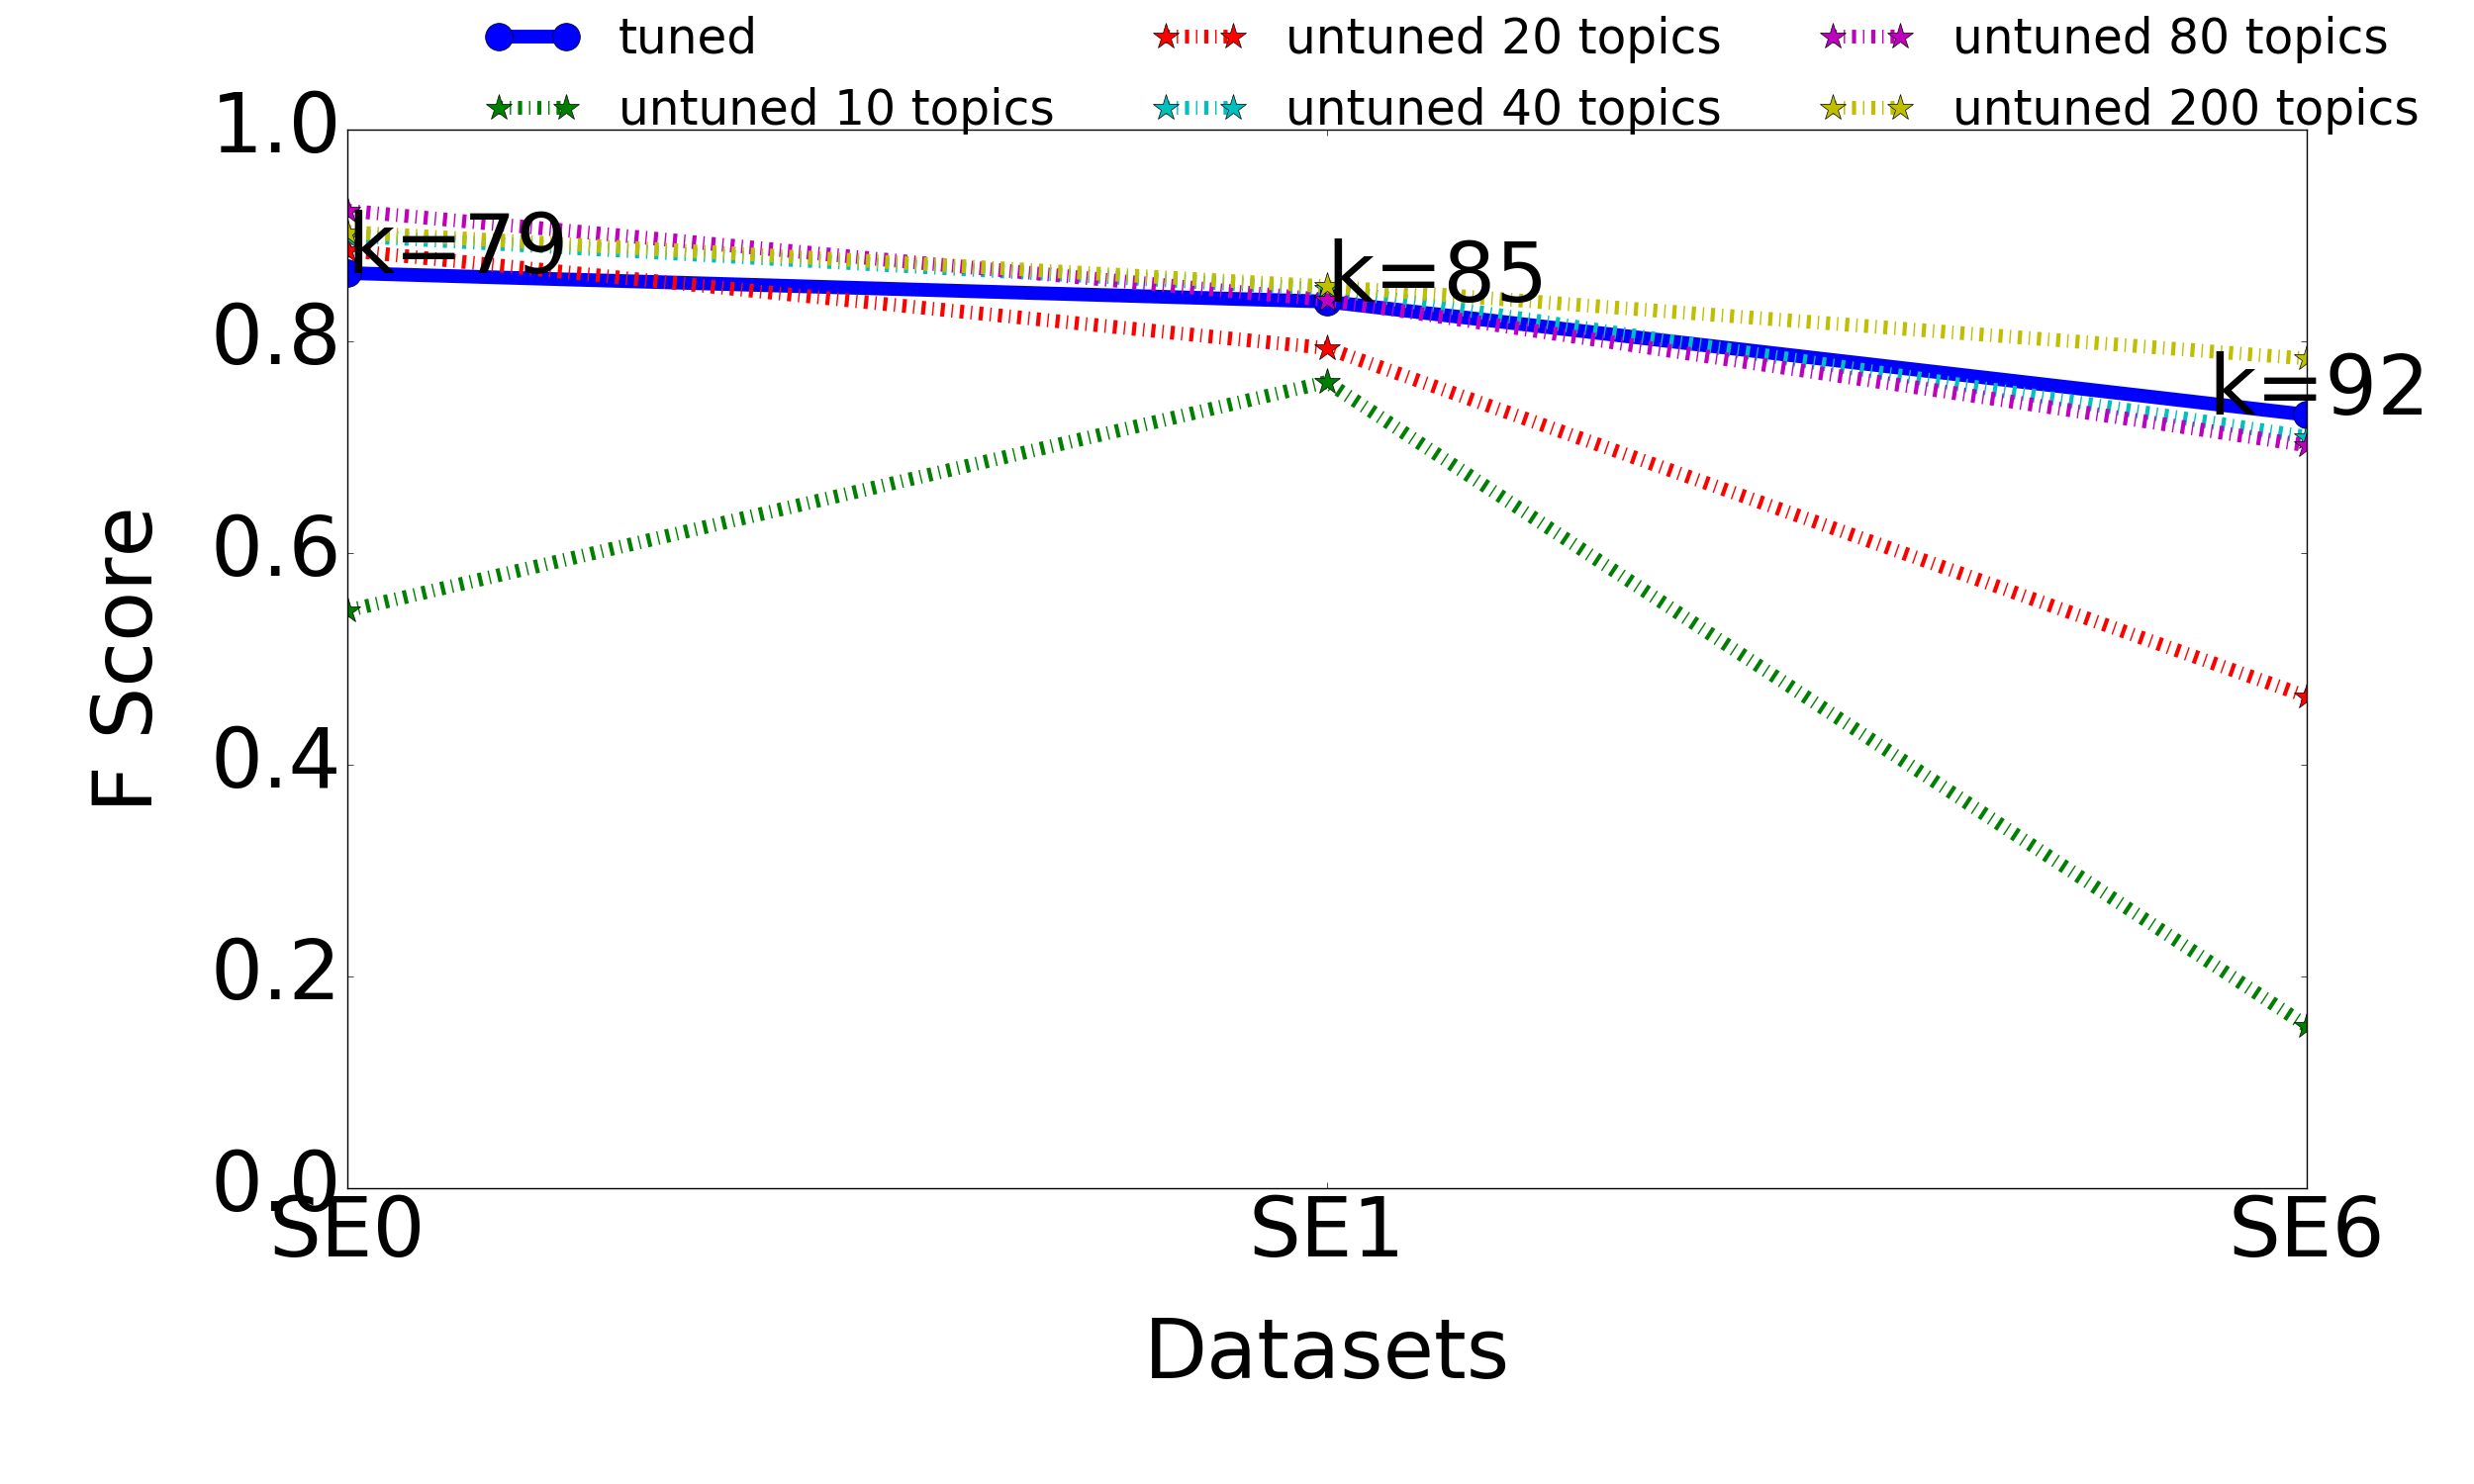 tuned
untuned 10 topics
untuned 20 topics
untuned 40 topics
untuned 80 topics
untuned 200 topics
1.0
0.8
0.6
0.4
0.2
0.0
F Score
k=79
k=85
k=92
SE0
SE1
SE6
Datasets